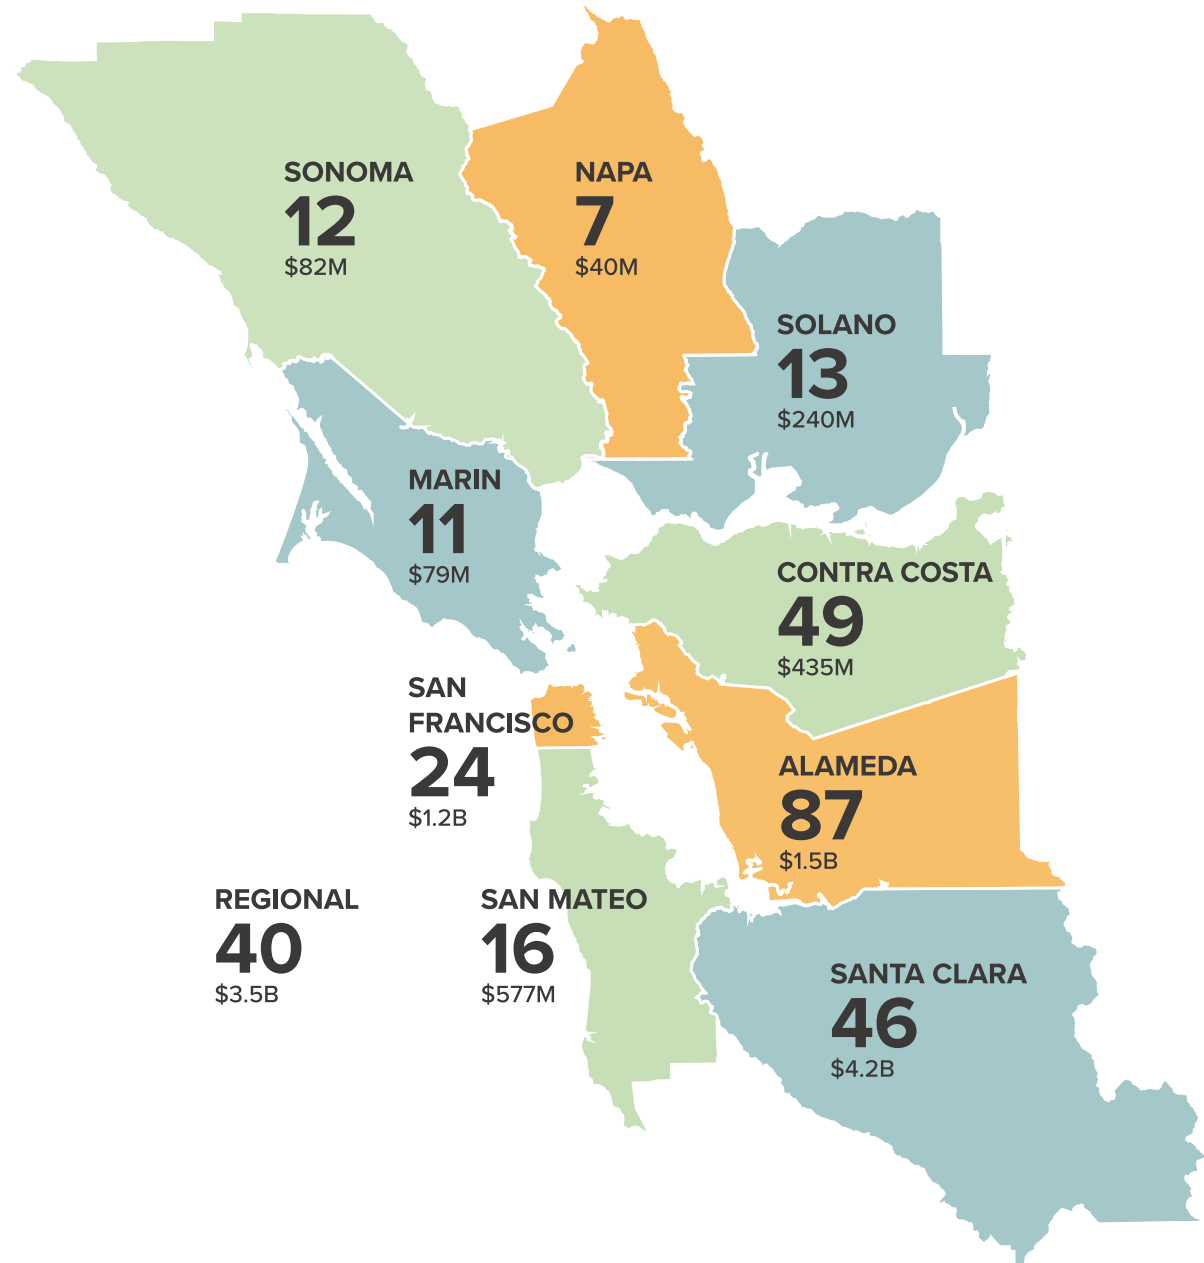 SONOMA
12
$82M
NAPA
7
$40M
SOLANO
13
$240M
MARIN
11
$79M
CONTRA COSTA
49
$435M
SAN
FRANCISCO
24
$1.2B
ALAMEDA
87
$1.5B
REGIONAL
40
$3.5B
SAN MATEO
16
$577M
SANTA CLARA
46
$4.2B